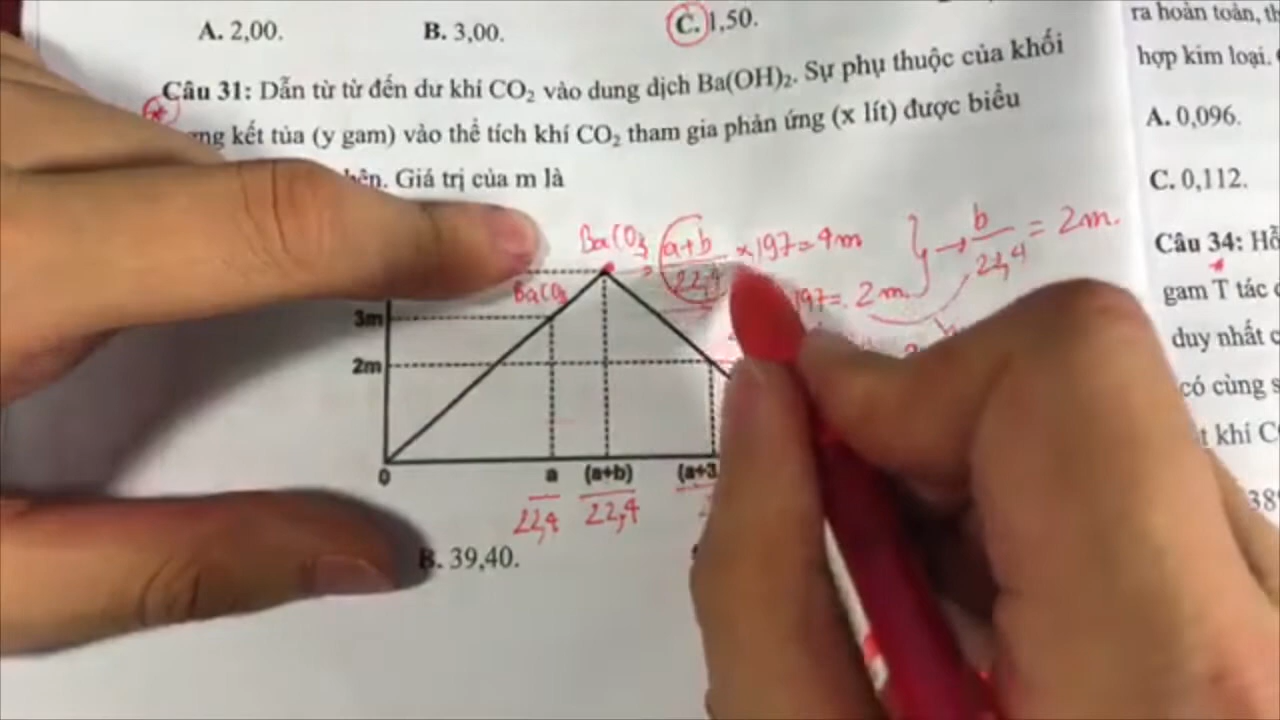 A. 2,00.
B. 3,00.
C. 1,50.
Câu 31: Dẫn từ từ đến dư khí CO₂ vào dung dịch Ba(OH)₂. Sự phụ thuộc của khối
kết tủa (y gam) vào thể tích khí CO₂ tham gia phản ứng (x lít) được biểu
Giá trị của m là
BaCO₃ a+b/22,4 × 197 = 4m
→ b/22,4 = 2m.
197 = 2m
BaCO₃
3m
2m
0
a
(a+b)
(a+3
22,4
22,4
B. 39,40.
ra hoàn toàn,
hợp kim loại.
A. 0,096.
C. 0,112.
Câu 34:
gam T tác
duy nhất
có cùng
khí
38